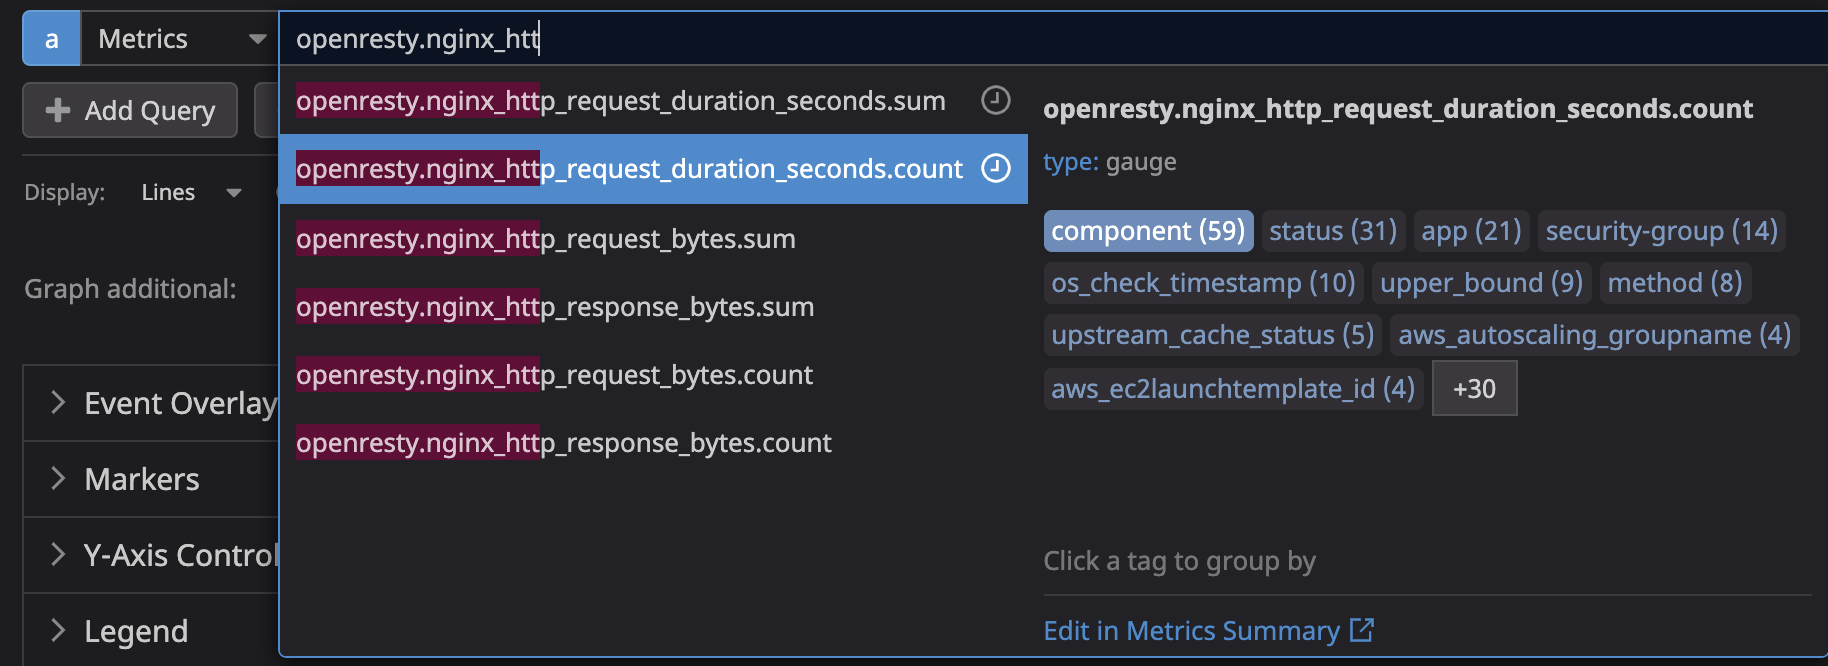 a Metrics openresty.nginx_htt
Add Query
Display: Lines
Graph additional:
Event Overlay
Markers
Y-Axis Control
Legend
openresty.nginx_http_request_duration_seconds.sum
openresty.nginx_http_request_duration_seconds.count
openresty.nginx_http_request_bytes.sum
openresty.nginx_http_response_bytes.sum
openresty.nginx_http_request_bytes.count
openresty.nginx_http_response_bytes.count
openresty.nginx_http_request_duration_seconds.count
type: gauge
component (59) status (31) app (21) security-group (14)
os_check_timestamp (10) upper_bound (9) method (8)
upstream_cache_status (5) aws_autoscaling_groupname (4)
aws_ec2launchtemplate_id (4) +30
Click a tag to group by
Edit in Metrics Summary